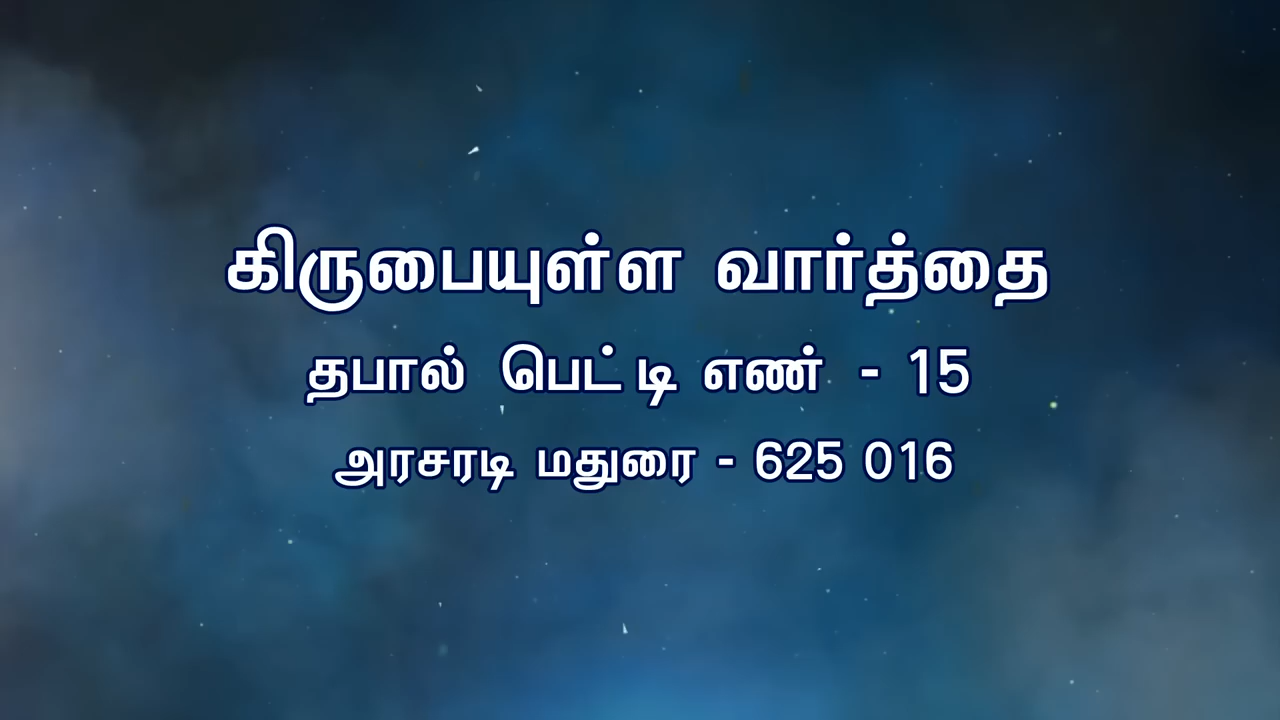 கிருபையுள்ள வார்த்தை
தபால் பெட்டி எண் - 15
அரசரடி மதுரை - 625 016